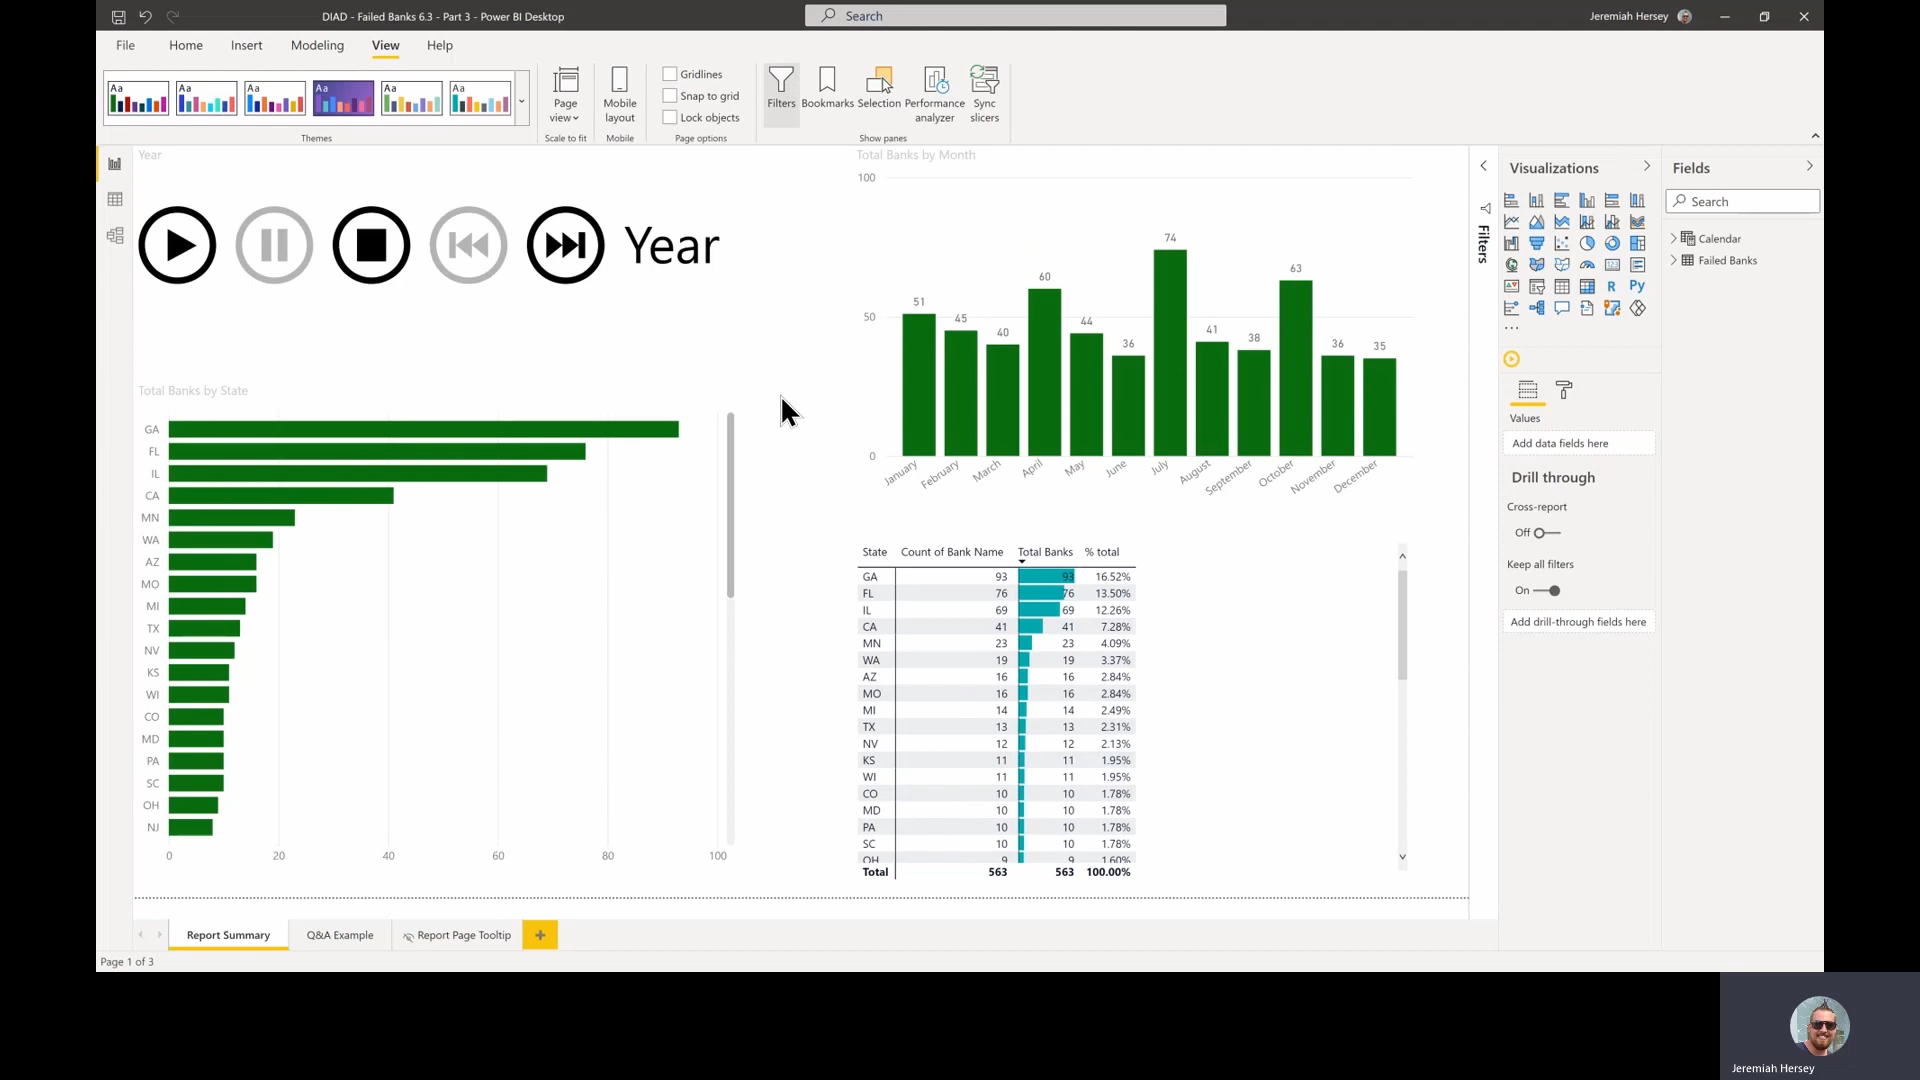 DIAD - Failed Banks 6.3 - Part 3 - Power BI Desktop
Search
Jeremiah Hersey
File Home Insert Modeling View Help
Aa Aa Aa Aa Aa Aa
Page view
Mobile layout
Gridlines
Snap to grid
Lock objects
Filters
Bookmarks
Selection
Performance analyzer
Sync slicers
Themes
Scale to fit
Mobile
Page options
Show panes
Year
Year
Total Banks by State
GA
FL
IL
CA
MN
WA
AZ
MO
MI
TX
NV
KS
WI
CO
MD
PA
SC
OH
NJ
0 20 40 60 80 100
Total Banks by Month
100
50
0
51 45 40 60 44 36 74 41 38 63 36 35
January February March April May June July August September October November December
State Count of Bank Name Total Banks % total
GA 93 93 16.52%
FL 76 76 13.50%
IL 69 69 12.26%
CA 41 41 7.28%
MN 23 23 4.09%
WA 19 19 3.37%
AZ 16 16 2.84%
MO 16 16 2.84%
MI 14 14 2.49%
TX 13 13 2.31%
NV 12 12 2.13%
KS 11 11 1.95%
WI 11 11 1.95%
CO 10 10 1.78%
MD 10 10 1.78%
PA 10 10 1.78%
SC 10 10 1.78%
OH 9 9 1.60%
Total 563 563 100.00%
Filters
Visualizations
R Py
...
Values
Add data fields here
Drill through
Cross-report
Off
Keep all filters
On
Add drill-through fields here
Fields
Search
Calendar
Failed Banks
Report Summary
Q&A Example
Report Page Tooltip
Page 1 of 3
Jeremiah Hersey